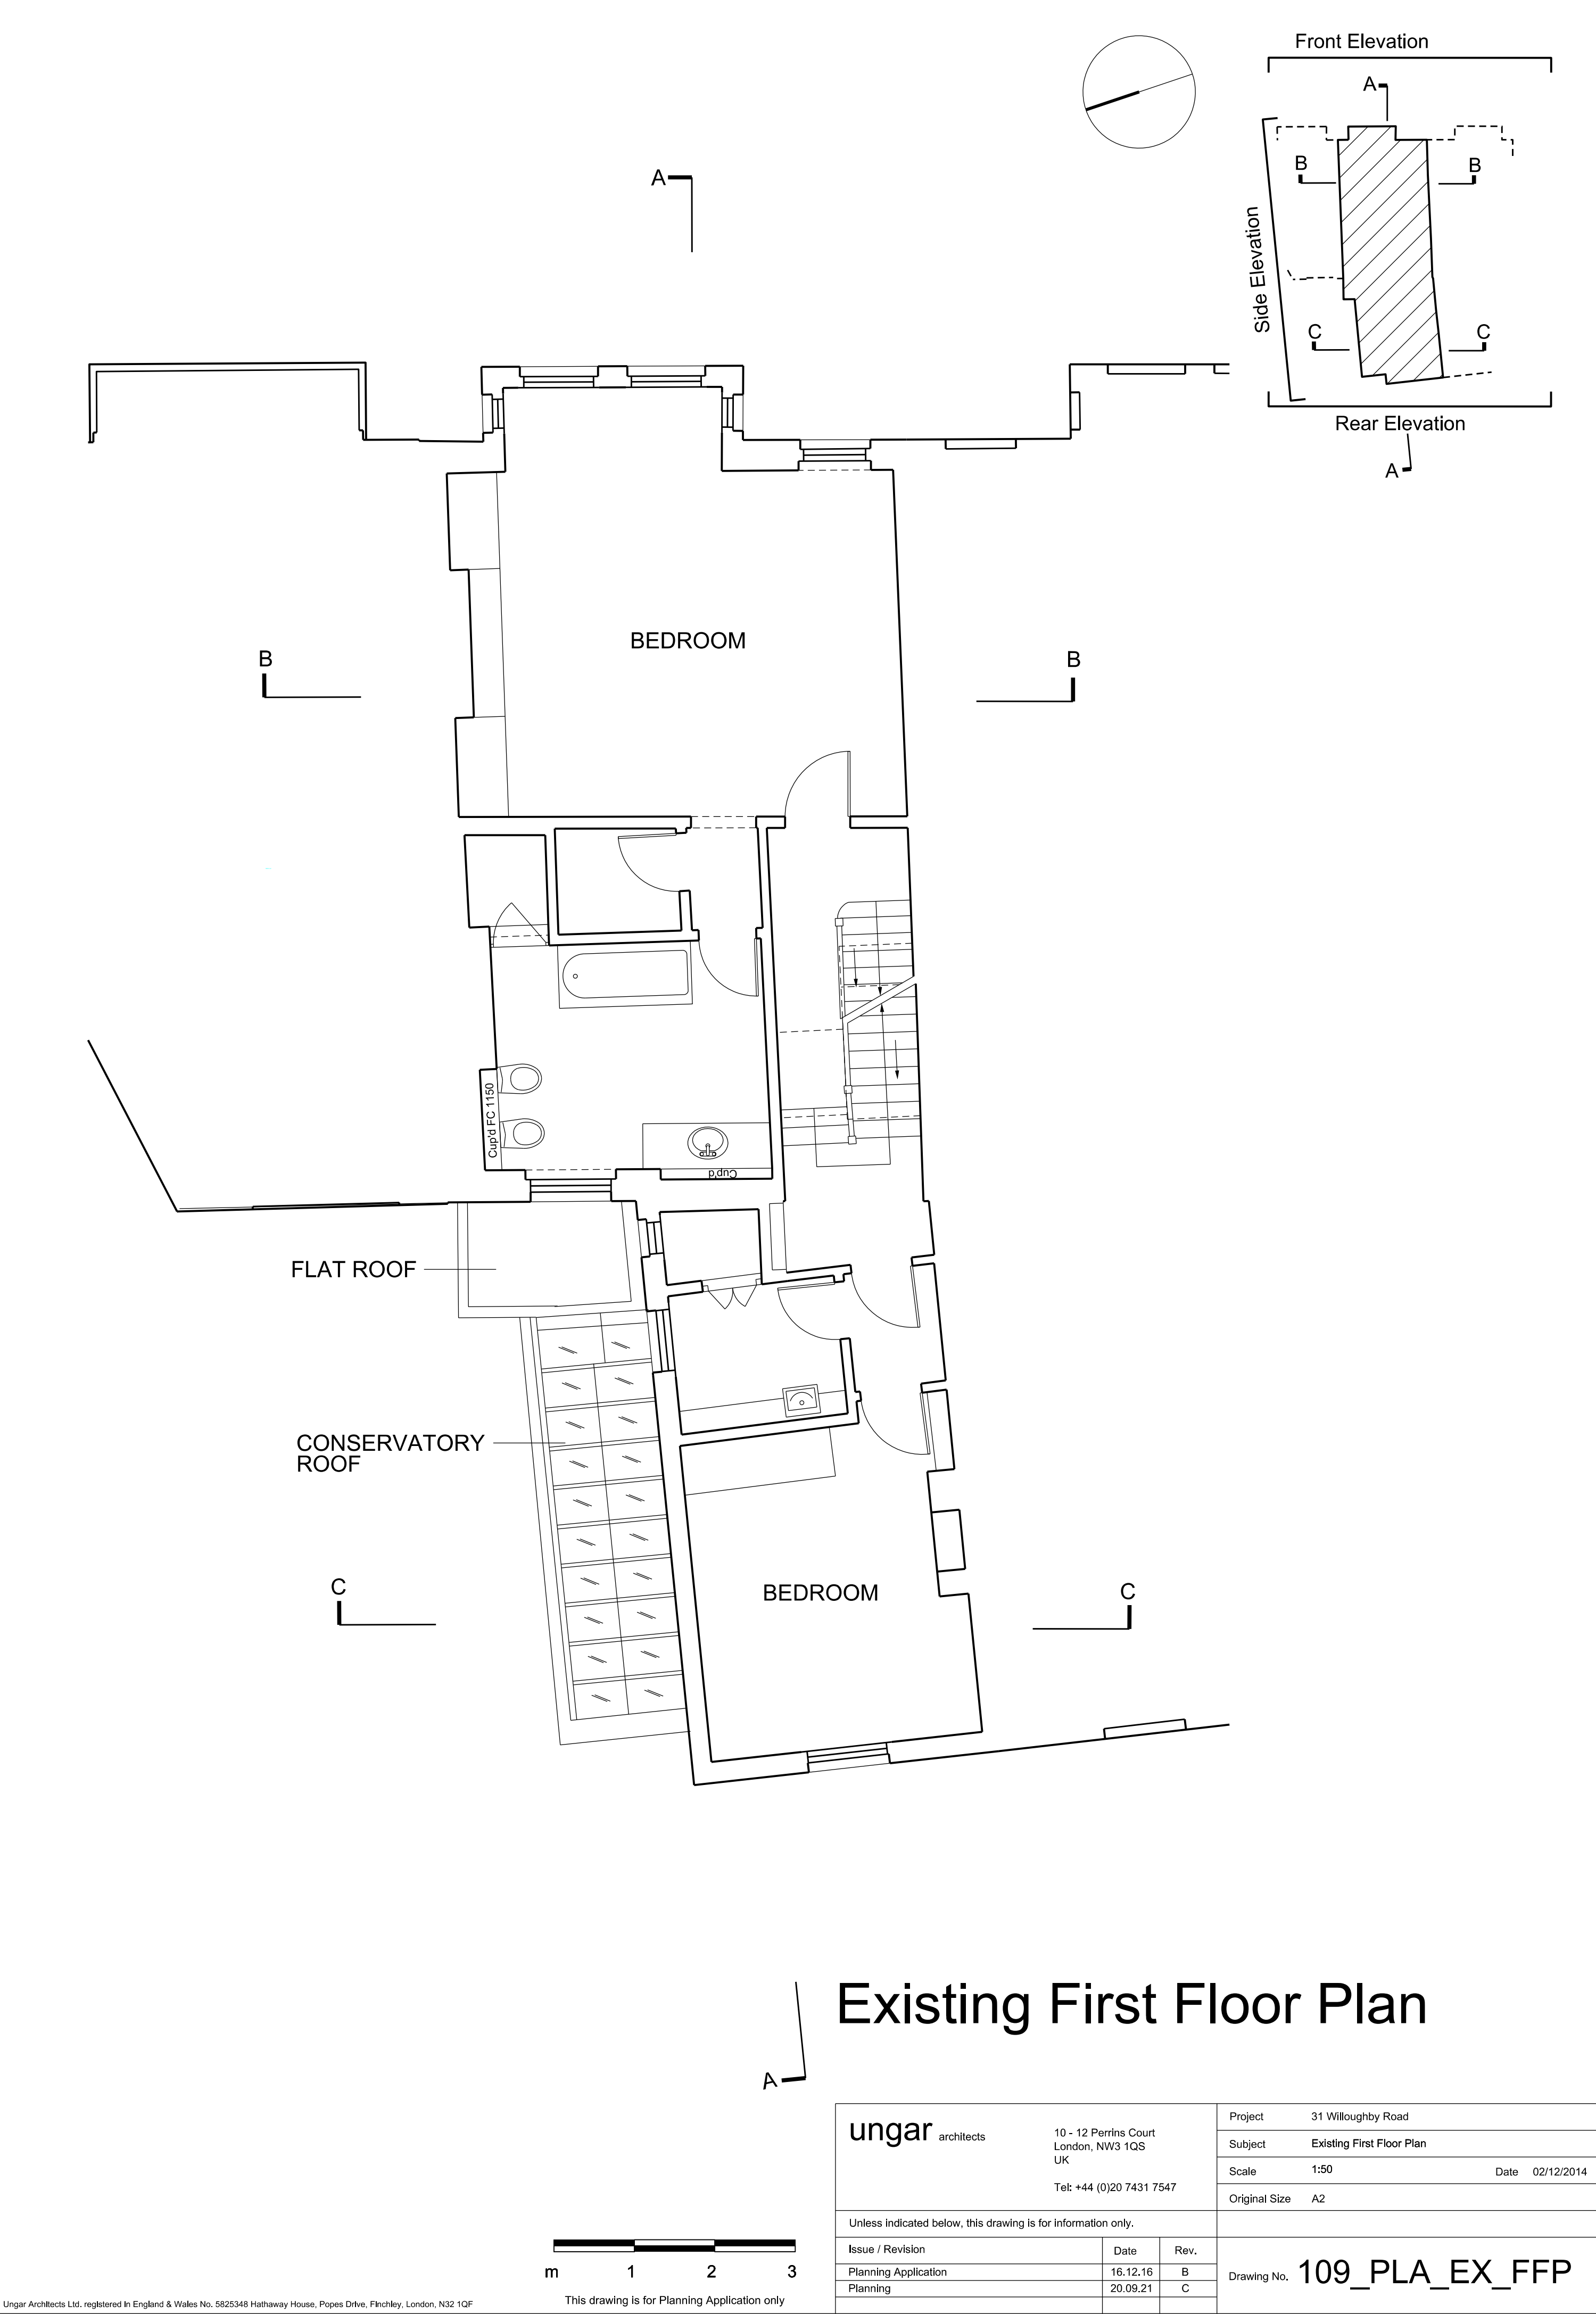 Front Elevation
A
B
B
Side Elevation
C
C
Rear Elevation
A
A
BEDROOM
B
B
Cup'd FC 1150
Cup'd
FLAT ROOF
CONSERVATORY
ROOF
BEDROOM
C
C
Existing First Floor Plan
A
ungar architects
10 - 12 Perrins Court
London, NW3 1QS
UK
Tel: +44 (0)20 7431 7547
Project 31 Willoughby Road
Subject Existing First Floor Plan
Scale 1:50 Date 02/12/2014
Original Size A2
Unless indicated below, this drawing is for information only.
Issue / Revision Date Rev.
Planning Application 16.12.16 B
Planning 20.09.21 C
Drawing No. 109_PLA_EX_FFP
m 1 2 3
This drawing is for Planning Application only
Ungar Architects Ltd. registered in England & Wales No. 5825348 Hathaway House, Popes Drive, Finchley, London, N32 1QF